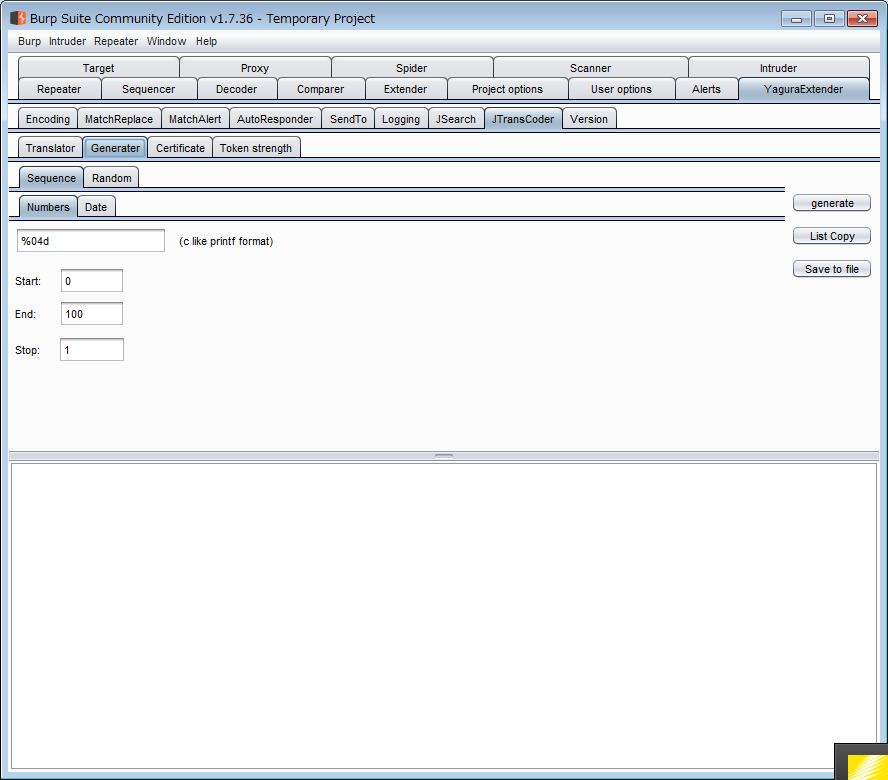 Burp Suite Community Edition v1.7.36 - Temporary Project
Burp Intruder Repeater Window Help
Target Proxy Spider Scanner Intruder
Repeater Sequencer Decoder Comparer Extender Project options User options Alerts YaguraExtender
Encoding MatchReplace MatchAlert AutoResponder SendTo Logging JSearch JTransCoder Version
Translator Generater Certificate Token strength
Sequence Random
Numbers Date
generate
%04d (c like printf format)
List Copy
Save to file
Start: 0
End: 100
Stop: 1